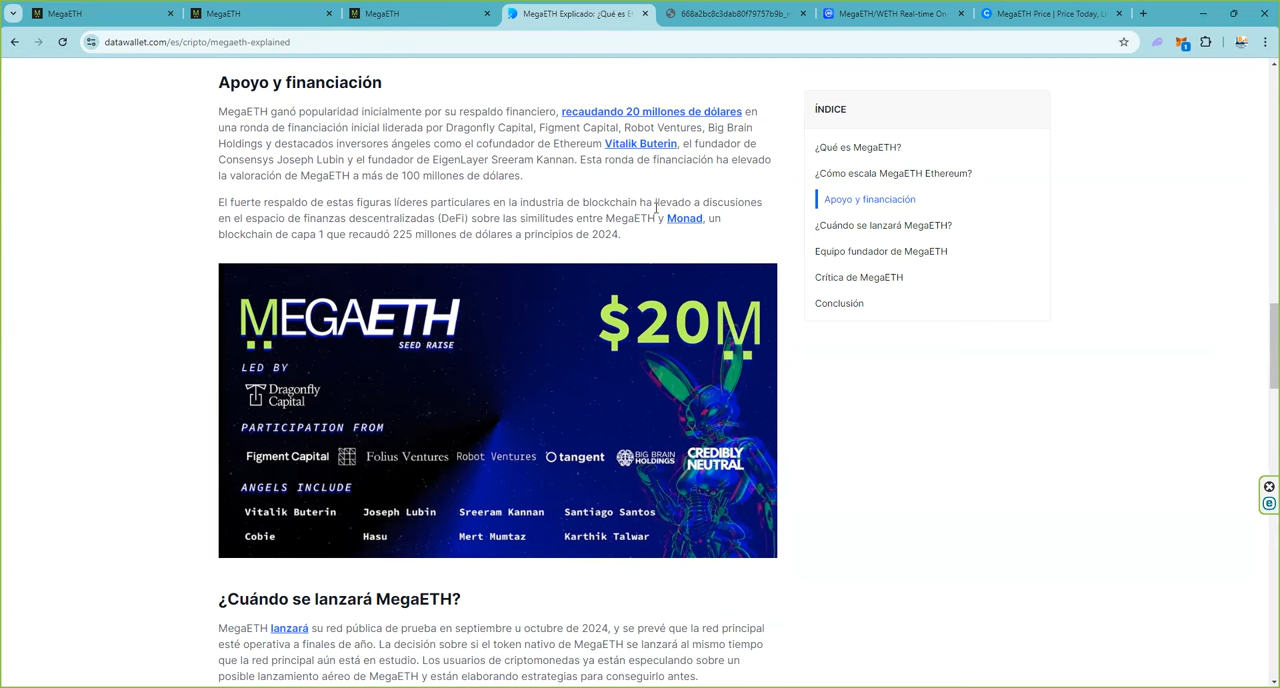 MegaETH
MegaETH
MegaETH
MegaETH Explicado: ¿Qué es E
668a2bc8c3dab80f79757b9b_
MegaETH/WETH Real-time On-
MegaETH Price | Price Today, Li
datawallet.com/es/cripto/megaeth-explained
1
Apoyo y financiación
MegaETH ganó popularidad inicialmente por su respaldo financiero, recaudando 20 millones de dólares en
una ronda de financiación inicial liderada por Dragonfly Capital, Figment Capital, Robot Ventures, Big Brain
Holdings y destacados inversores ángeles como el cofundador de Ethereum Vitalik Buterin, el fundador de
Consensys Joseph Lubin y el fundador de EigenLayer Sreeram Kannan. Esta ronda de financiación ha elevado
la valoración de MegaETH a más de 100 millones de dólares.
El fuerte respaldo de estas figuras líderes particulares en la industria de blockchain ha llevado a discusiones
en el espacio de finanzas descentralizadas (DeFi) sobre las similitudes entre MegaETH y Monad, un
blockchain de capa 1 que recaudó 225 millones de dólares a principios de 2024.
MEGAETH
SEED RAISE
$20M
LED BY
Dragonfly
Capital
PARTICIPATION FROM
Figment Capital Folius Ventures Robot Ventures tangent BIG BRAIN HOLDINGS CREDIBLY NEUTRAL
ANGELS INCLUDE
Vitalik Buterin Joseph Lubin Sreeram Kannan Santiago Santos
Cobie Hasu Mert Mumtaz Karthik Talwar
¿Cuándo se lanzará MegaETH?
MegaETH lanzará su red pública de prueba en septiembre u octubre de 2024, y se prevé que la red principal
esté operativa a finales de año. La decisión sobre si el token nativo de MegaETH se lanzará al mismo tiempo
que la red principal aún está en estudio. Los usuarios de criptomonedas ya están especulando sobre un
posible lanzamiento aéreo de MegaETH y están elaborando estrategias para conseguirlo antes.
ÍNDICE
¿Qué es MegaETH?
¿Cómo escala MegaETH Ethereum?
Apoyo y financiación
¿Cuándo se lanzará MegaETH?
Equipo fundador de MegaETH
Crítica de MegaETH
Conclusión